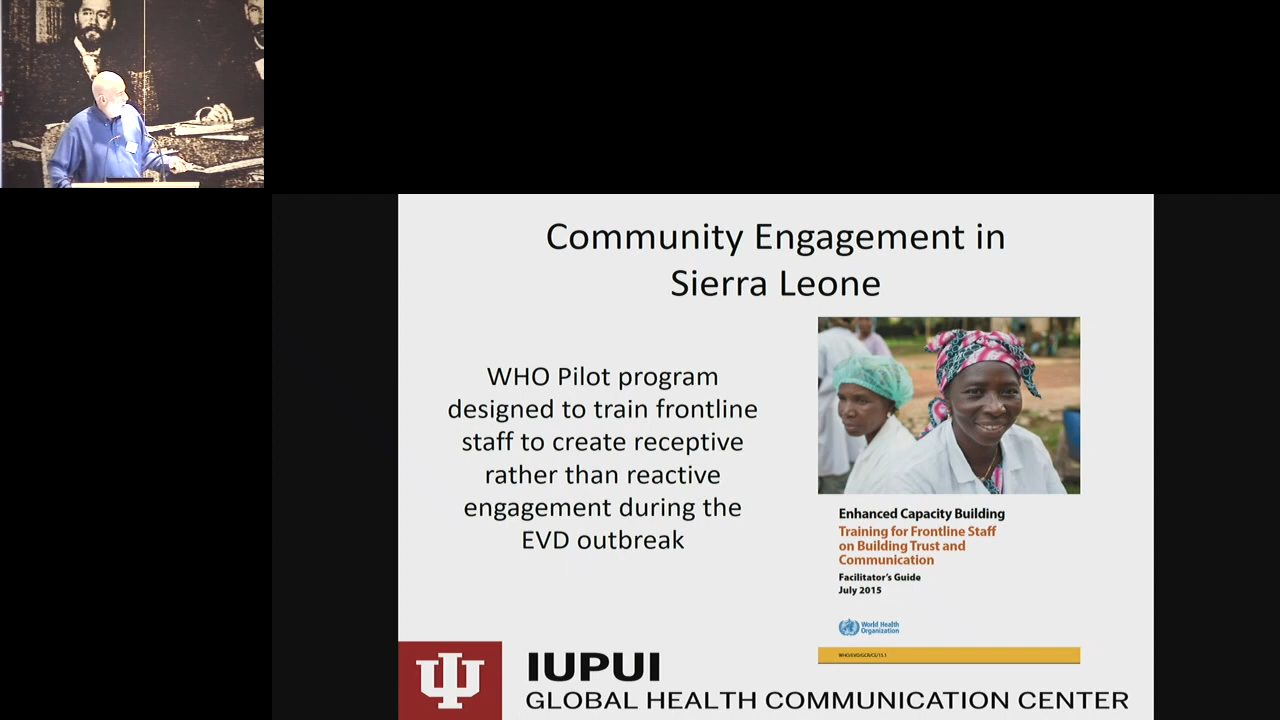 Community Engagement in
Sierra Leone
WHO Pilot program
designed to train frontline
staff to create receptive
rather than reactive
engagement during the
EVD outbreak
Enhanced Capacity Building
Training for Frontline Staff
on Building Trust and
Communication
Facilitator's Guide
July 2015
World Health
Organization
IUPUI
GLOBAL HEALTH COMMUNICATION CENTER